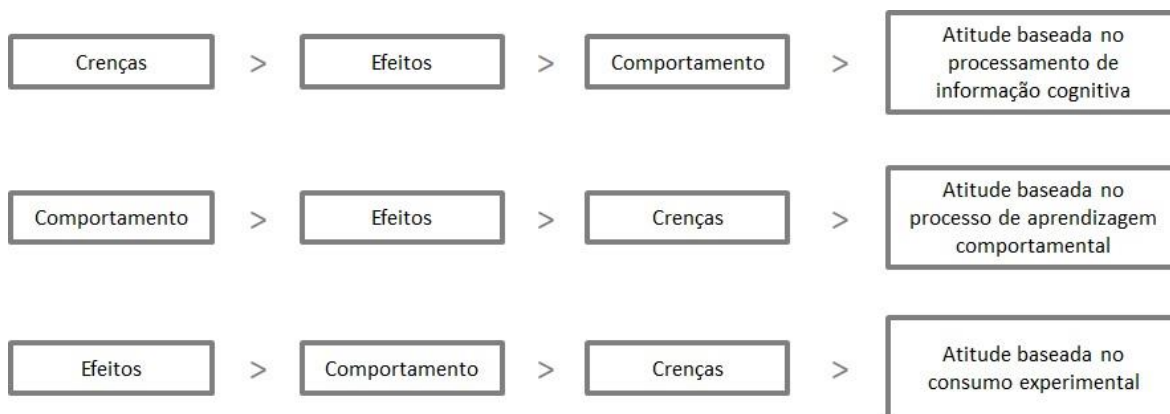 Crenças > Efeitos > Comportamento > Atitude baseada no
processamento de
informação cognitiva
Comportamento > Efeitos > Crenças > Atitude baseada no
processo de aprendizagem
comportamental
Efeitos > Comportamento > Crenças > Atitude baseada no
consumo experimental